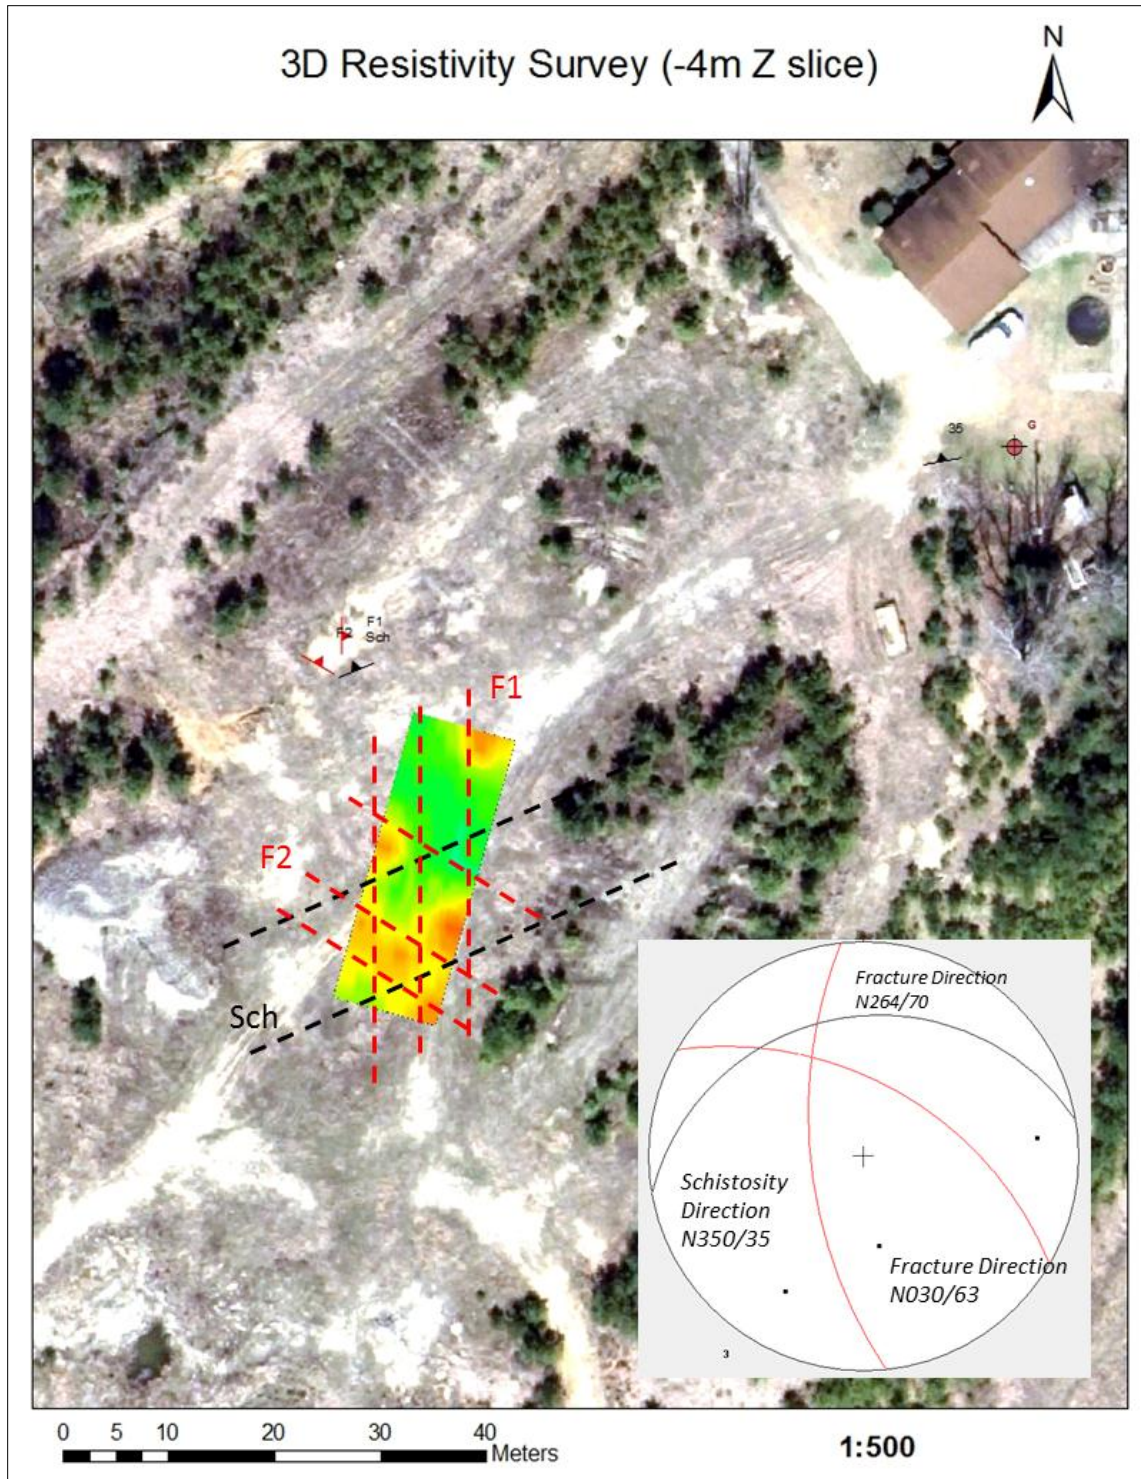 3D Resistivity Survey (-4m Z slice)
N
35
G
F1
F2
Sch
F1
F2
Sch
Fracture Direction
N264/70
Schistosity
Direction
N350/35
Fracture Direction
N030/63
3
0 5 10 20 30 40
Meters
1:500